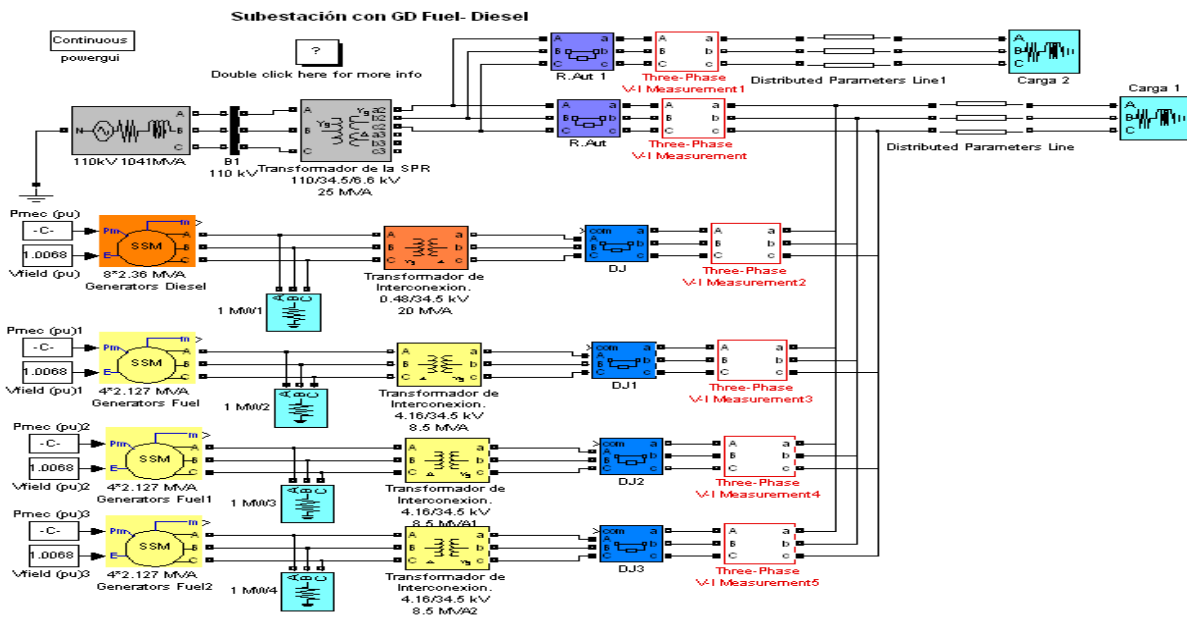 Subestación con GD Fuel- Diesel
Continuous
powergui
?
Double click here for more info
A a
B b
C c
R.Aut 1
A a
B b
C c
Three-Phase
V-I Measurement1
Distributed Parameters Line1
A
B
C
Carga 2
Carga 1
A
B
C
N A
B
C
110kV 1041MVA
B1
110 kV
A a2
B b2
C c2
a3
b3
c3
Yg Yg
Transformador de la SPR
110/34.5/6.6 kV
25 MVA
A a
B b
C c
R.Aut
A a
B b
C c
Three-Phase
V-I Measurement
Distributed Parameters Line
Pmec (pu)
-C-
1.0068
Vfield (pu)
Pm m
SSM
E
A
B
C
8*2.36 MVA
Generators Diesel
A B C
1 MW1
A a
B b
C c
Yg
Transformador de
Interconexion.
0.48/34.5 kV
20 MVA
com a
A
B b
C c
DJ
A a
B b
C c
Three-Phase
V-I Measurement2
Pmec (pu)1
-C-
1.0068
Vfield (pu)1
Pm m
SSM
E
A
B
C
4*2.127 MVA
Generators Fuel
A B C
1 MW2
A a
B b
C c
Yg
Transformador de
Interconexion.
4.16/34.5 kV
8.5 MVA
com a
A
B b
C c
DJ1
A a
B b
C c
Three-Phase
V-I Measurement3
Pmec (pu)2
-C-
1.0068
Vfield (pu)2
Pm m
SSM
E
A
B
C
4*2.127 MVA
Generators Fuel1
A B C
1 MW3
A a
B b
C c
Yg
Transformador de
Interconexion.
4.16/34.5 kV
8.5 MVA1
com a
A
B b
C c
DJ2
A a
B b
C c
Three-Phase
V-I Measurement4
Pmec (pu)3
-C-
1.0068
Vfield (pu)3
Pm m
SSM
E
A
B
C
4*2.127 MVA
Generators Fuel2
A B C
1 MW4
A a
B b
C c
Yg
Transformador de
Interconexion.
4.16/34.5 kV
8.5 MVA2
com a
A
B b
C c
DJ3
A a
B b
C c
Three-Phase
V-I Measurement5